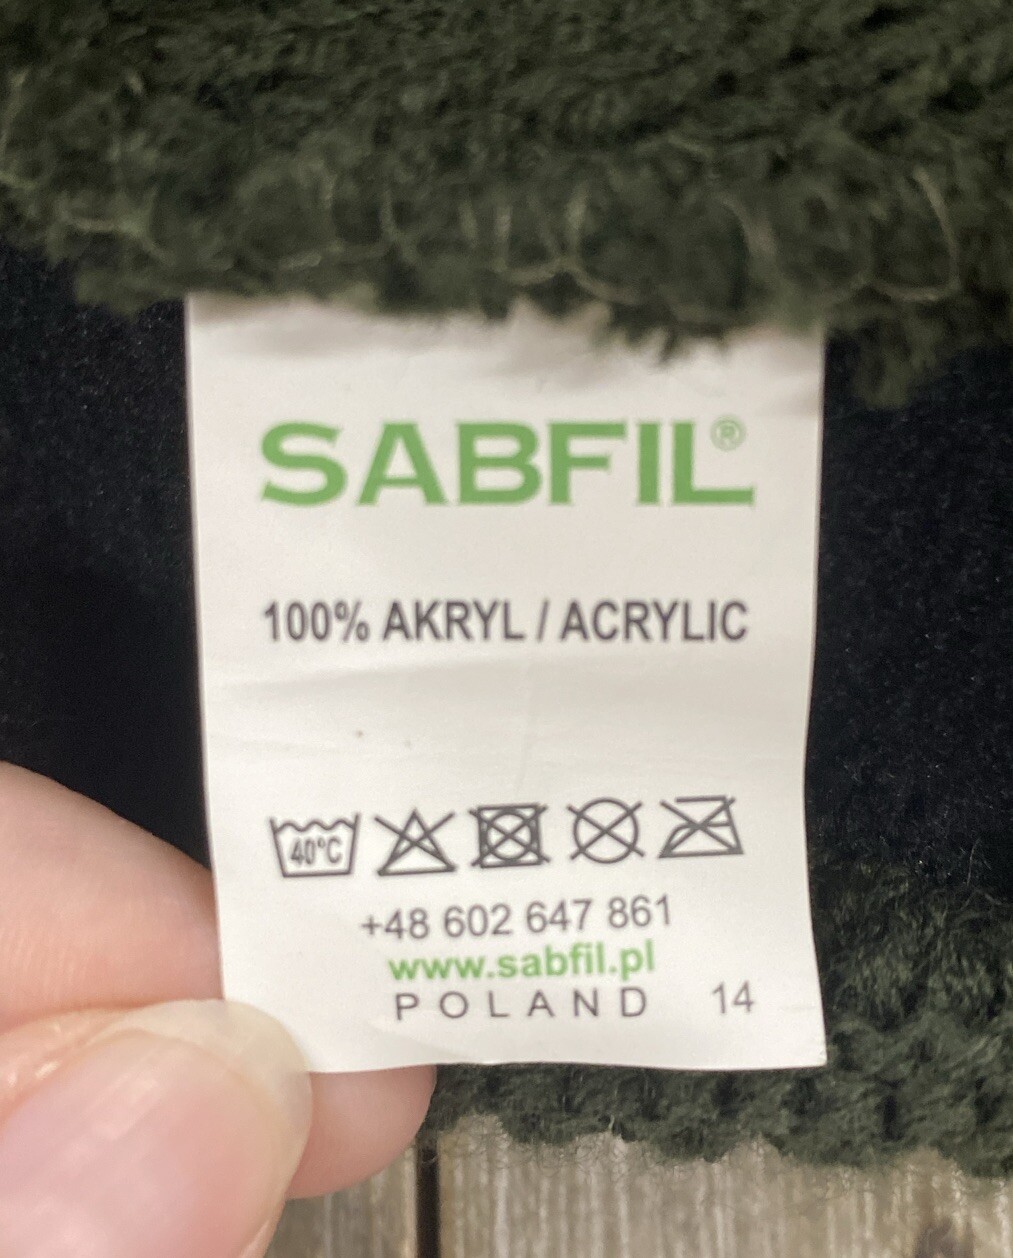 SABFIL®
100% AKRYL / ACRYLIC
40°C
+48 602 647 861
www.sabfil.pl
POLAND 14